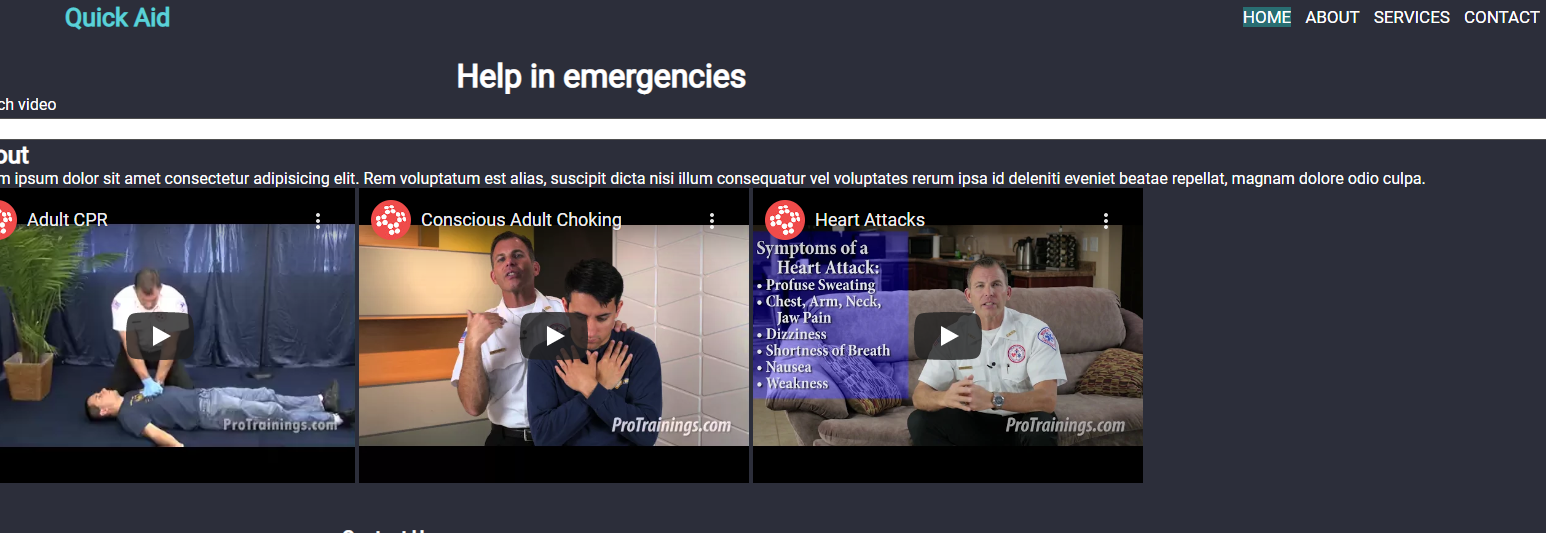 Quick Aid
HOME ABOUT SERVICES CONTACT
Help in emergencies
ch video
out
m ipsum dolor sit amet consectetur adipisicing elit. Rem voluptatum est alias, suscipit dicta nisi illum consequatur vel voluptates rerum ipsa id deleniti eveniet beatae repellat, magnam dolore odio culpa.
Adult CPR
ProTrainings.com
Conscious Adult Choking
ProTrainings.com
Heart Attacks
Symptoms of a
Heart Attack:
• Profuse Sweating
• Chest, Arm, Neck,
Jaw Pain
• Dizziness
• Shortness of Breath
• Nausea
• Weakness
ProTrainings.com